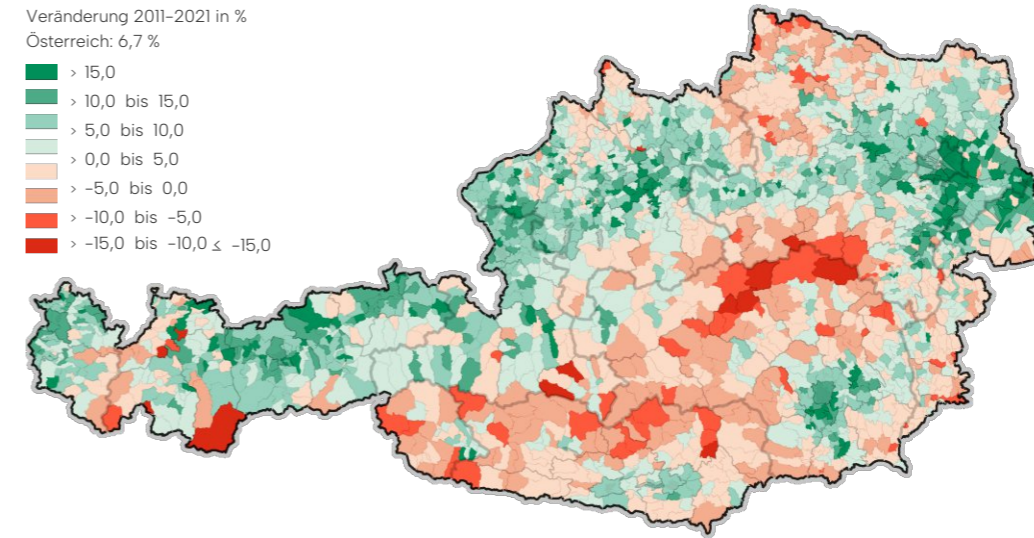 Veränderung 2011-2021 in %
Österreich: 6,7 %
> 15,0
> 10,0 bis 15,0
> 5,0 bis 10,0
> 0,0 bis 5,0
> -5,0 bis 0,0
> -10,0 bis -5,0
> -15,0 bis -10,0 ≤ -15,0